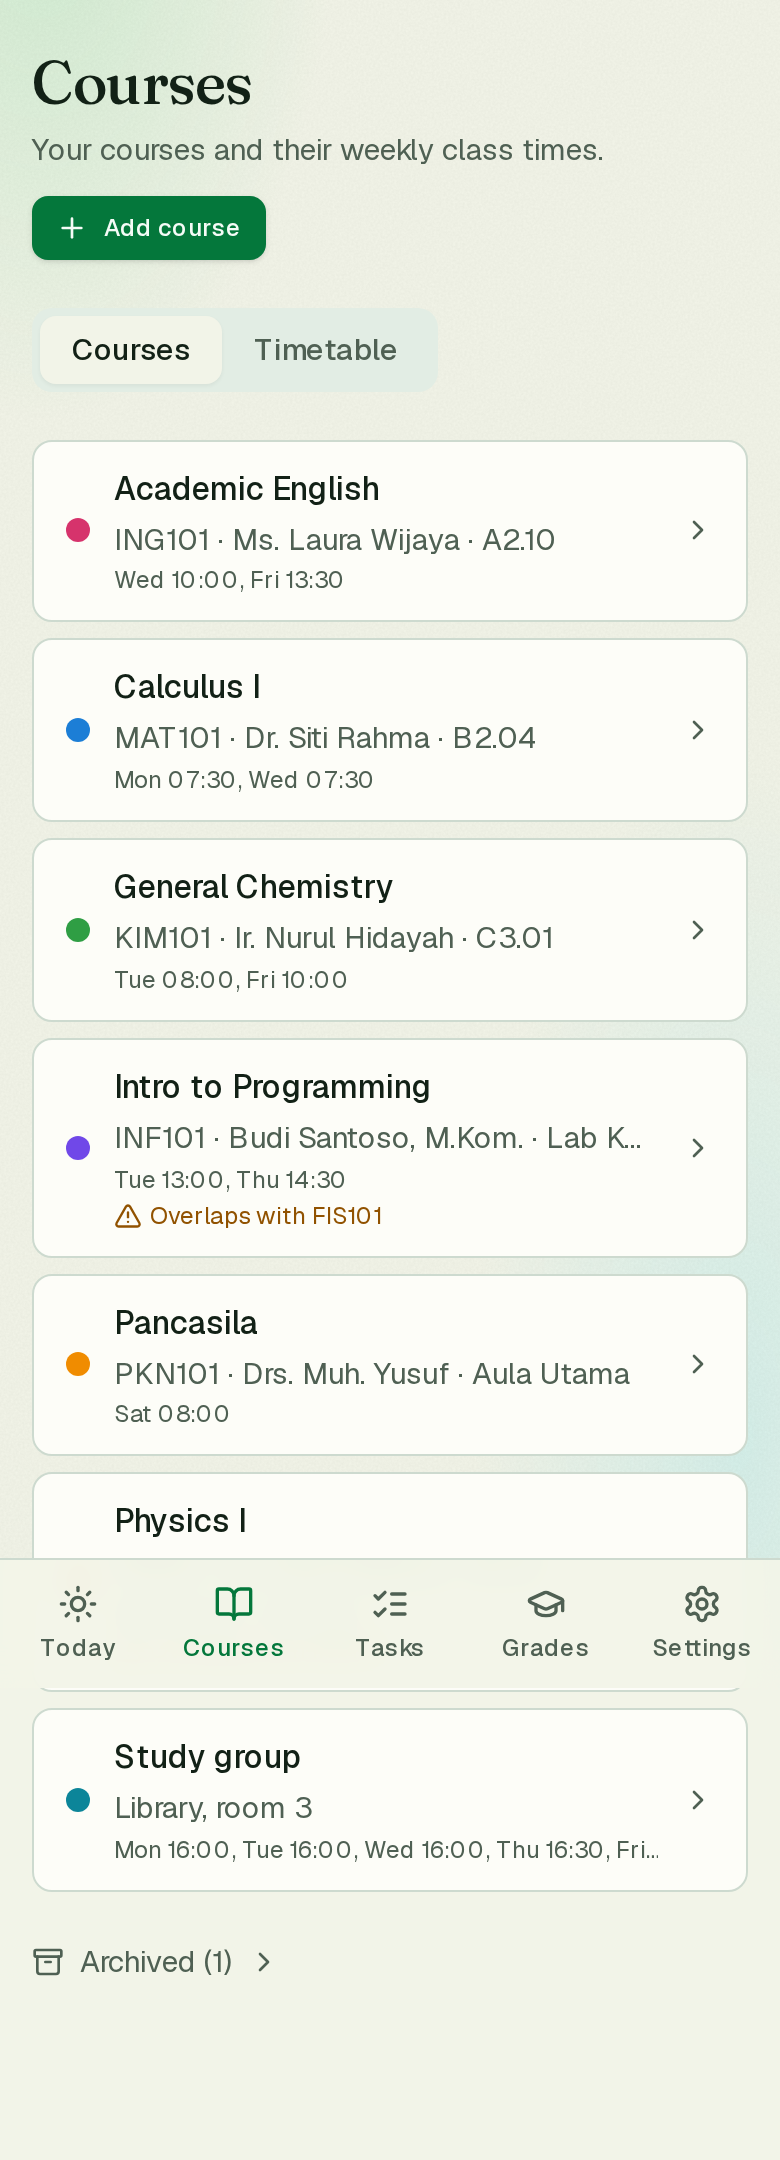 Courses
Your courses and their weekly class times.
Add course
Courses
Timetable
Academic English
ING101 · Ms. Laura Wijaya · A2.10
Wed 10:00, Fri 13:30
Calculus I
MAT101 · Dr. Siti Rahma · B2.04
Mon 07:30, Wed 07:30
General Chemistry
KIM101 · Ir. Nurul Hidayah · C3.01
Tue 08:00, Fri 10:00
Intro to Programming
INF101 · Budi Santoso, M.Kom. · Lab K...
Tue 13:00, Thu 14:30
Overlaps with FIS101
Pancasila
PKN101 · Drs. Muh. Yusuf · Aula Utama
Sat 08:00
Physics I
Today
Courses
Tasks
Grades
Settings
Study group
Library, room 3
Mon 16:00, Tue 16:00, Wed 16:00, Thu 16:30, Fri...
Archived (1)